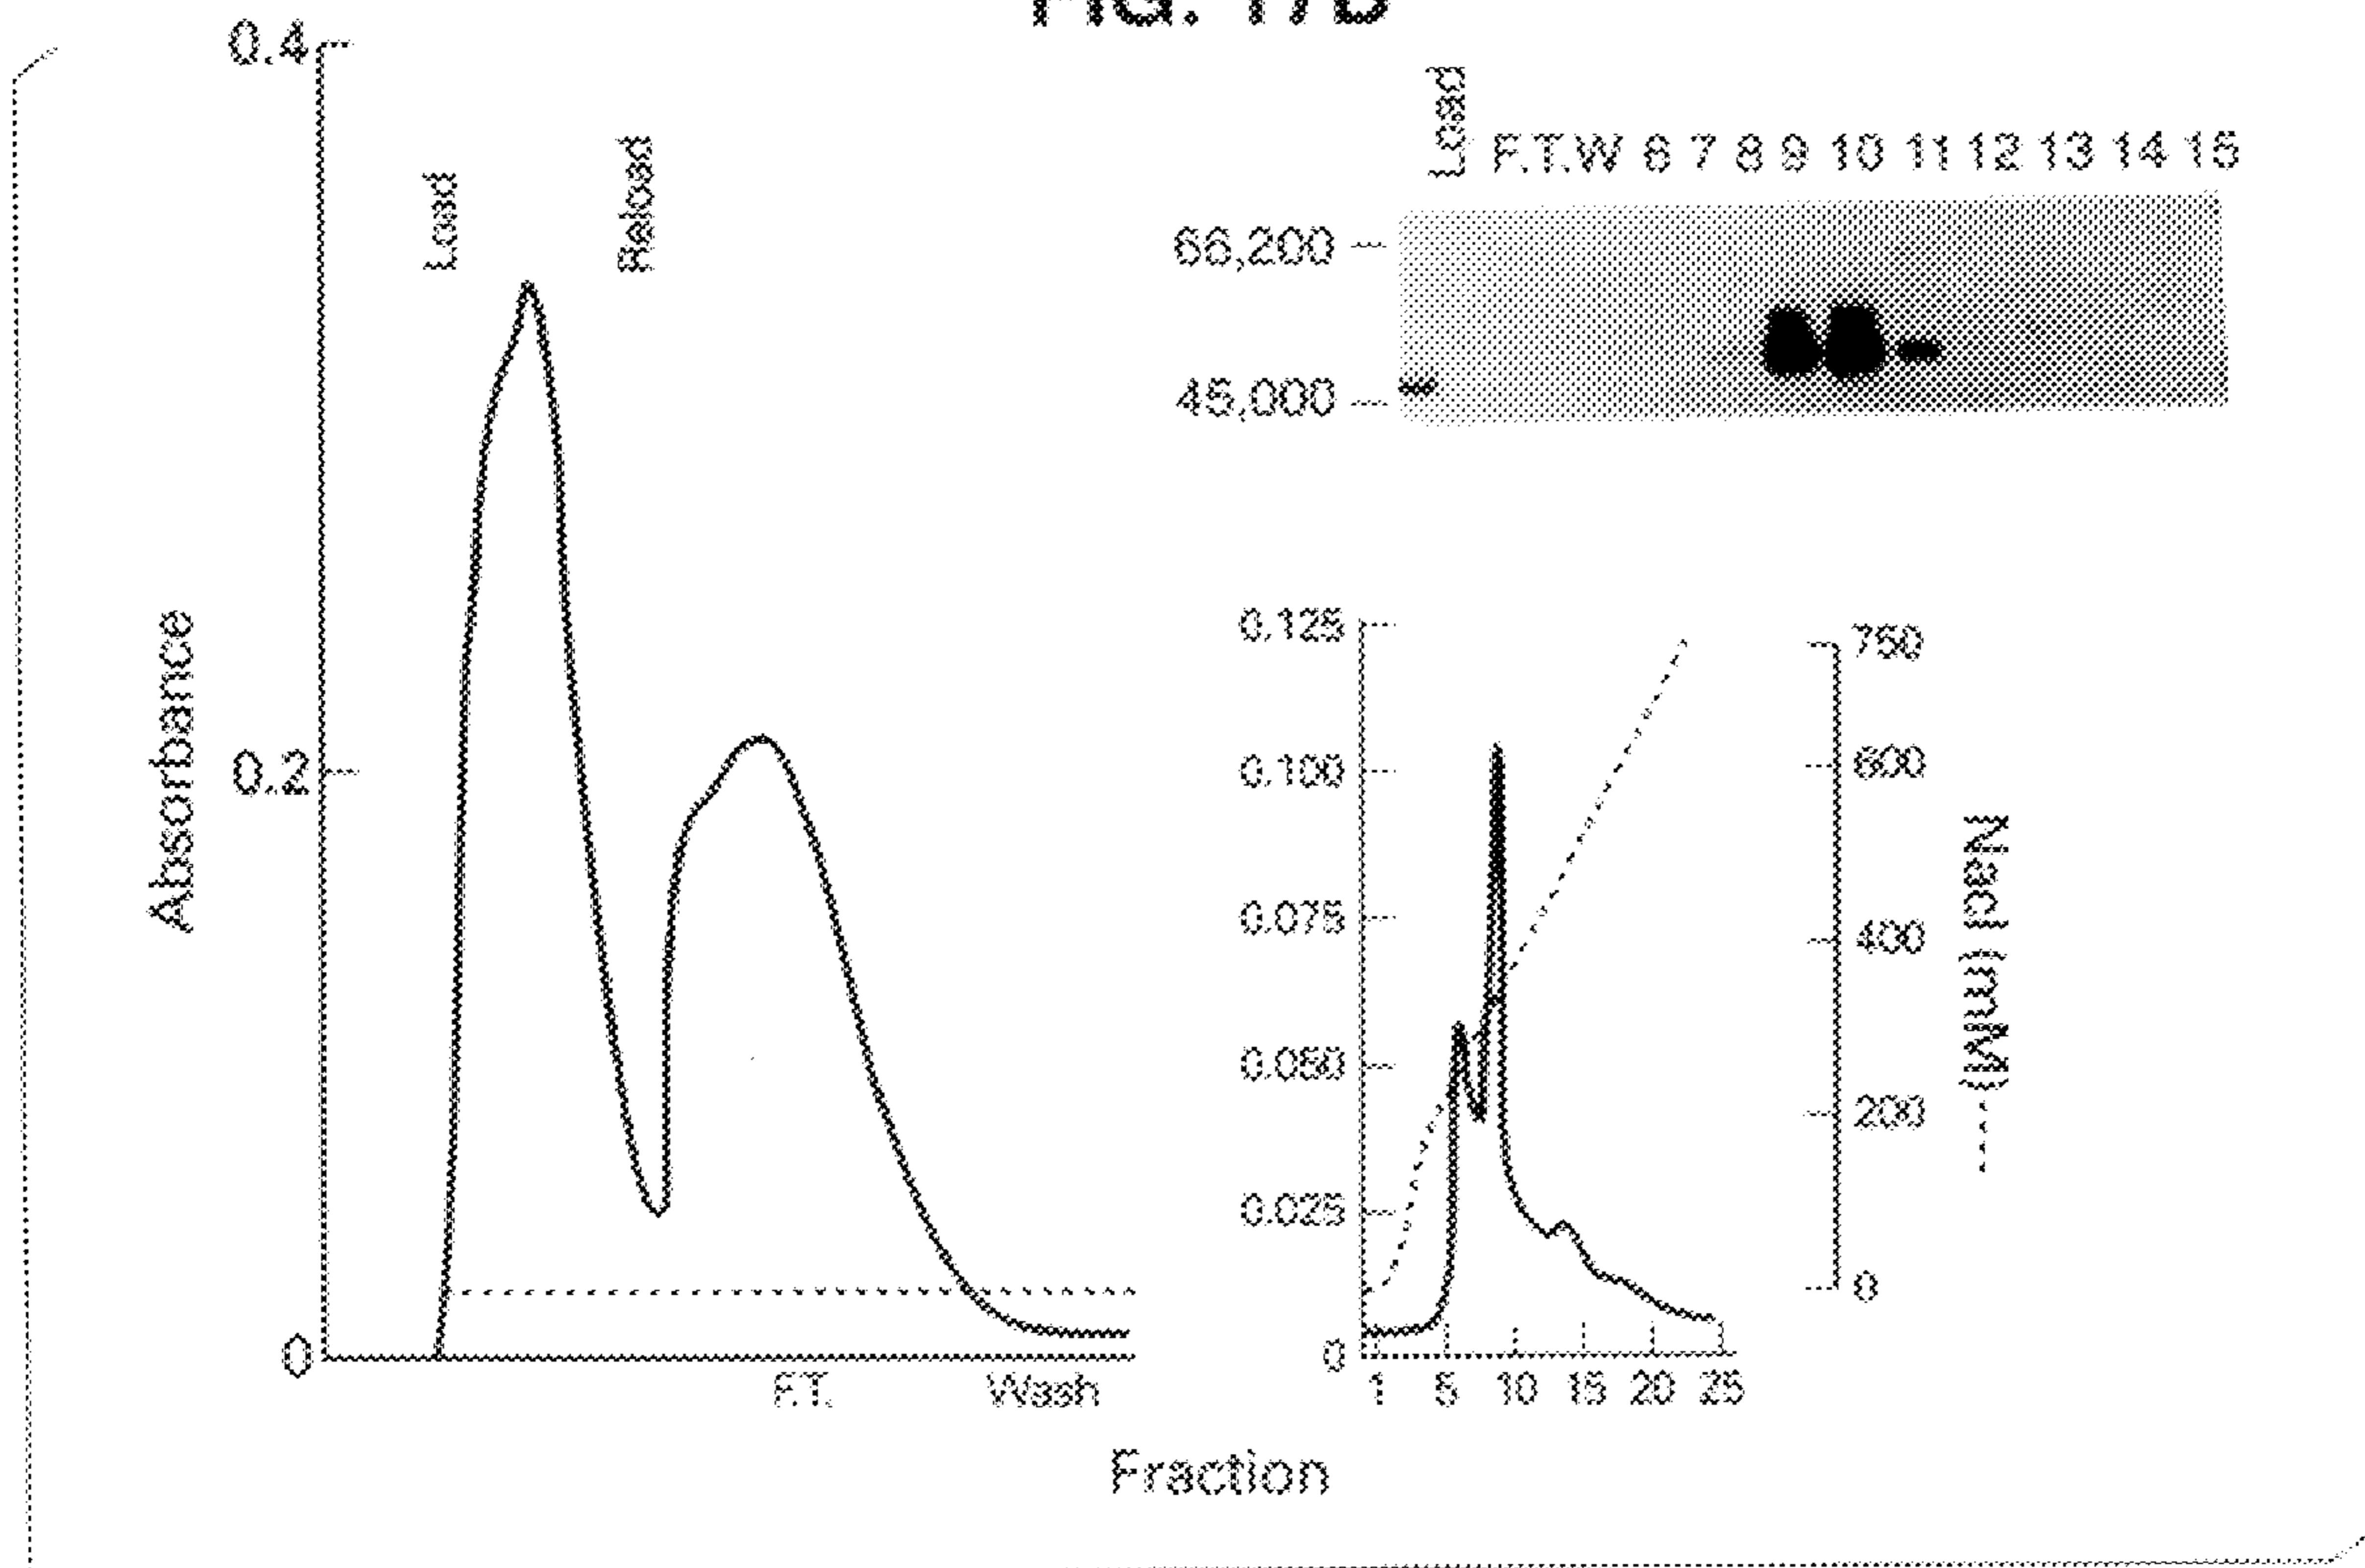 FIG. 17B
0.4
0.2
0
Absorbance
Load
Reload
F.T.
Wash
Load
F.T. W 6 7 8 9 10 11 12 13 14 15
66,200
45,000
0.125
0.100
0.075
0.050
0.025
0
750
600
400
200
0
Nacl (mM)
1 5 10 15 20 25
Fraction